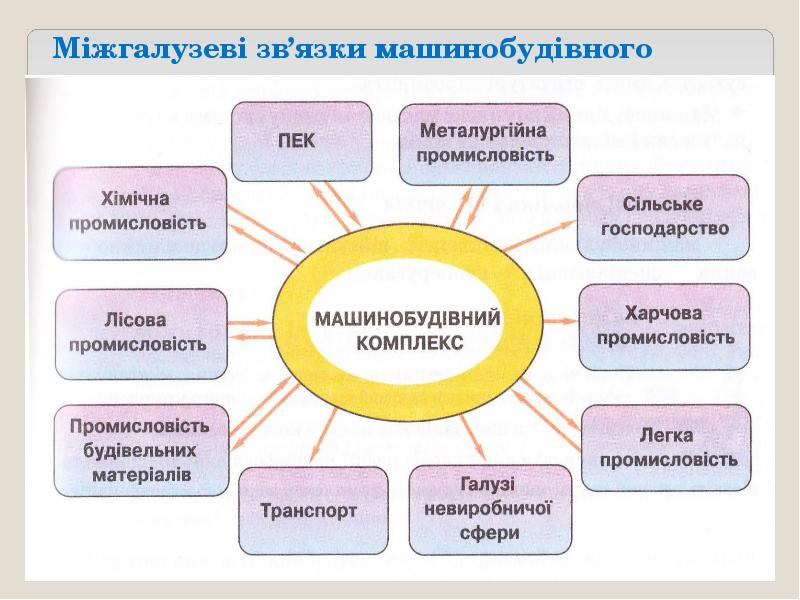 Міжгалузеві зв’язки машинобудівного
ПЕК
Металургійна
промисловість
Хімічна
промисловість
Сільське
господарство
Лісова
промисловість
МАШИНОБУДІВНИЙ
КОМПЛЕКС
Харчова
промисловість
Промисловість
будівельних
матеріалів
Легка
промисловість
Транспорт
Галузі
невиробничої
сфери